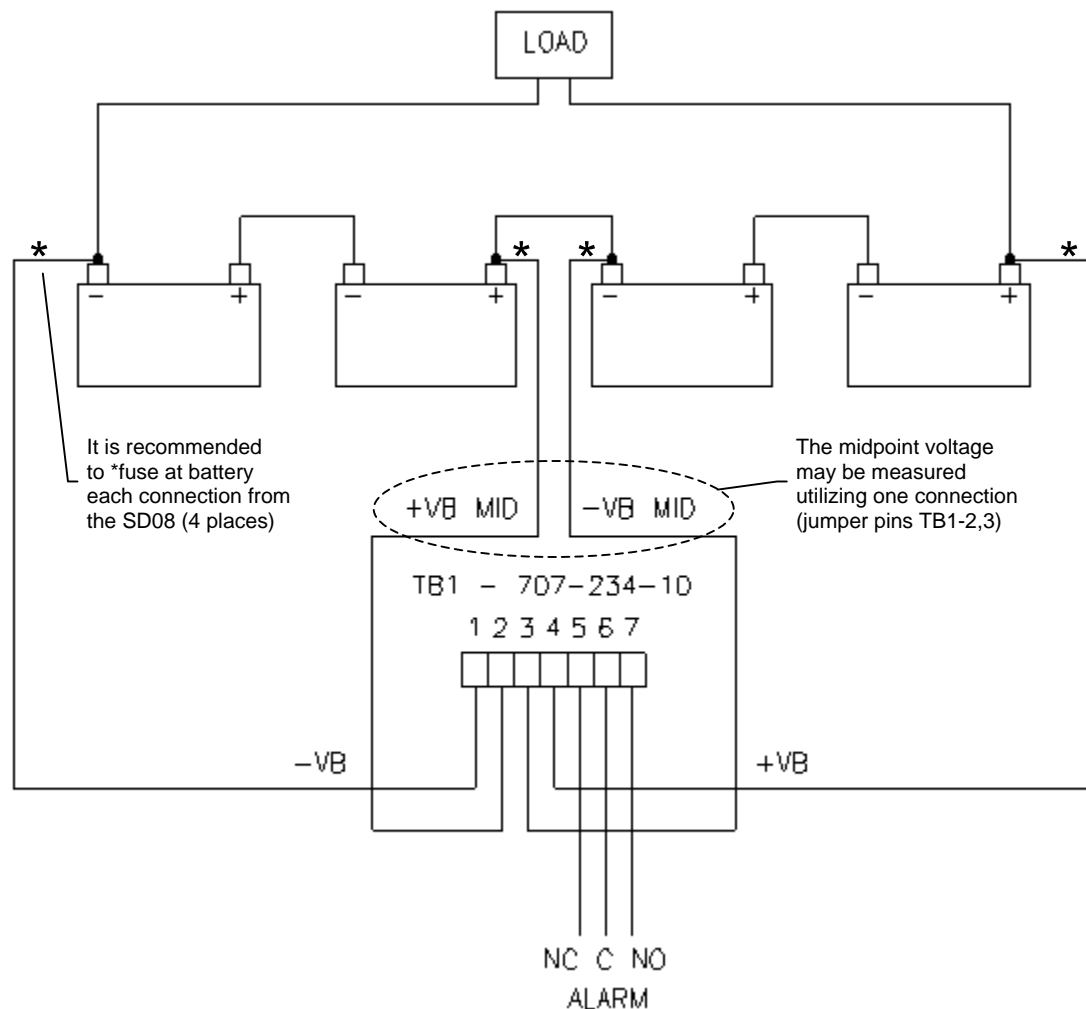 LOAD
* * * *
- + - + - + - +
It is recommended
to *fuse at battery
each connection from
the SD08 (4 places)
The midpoint voltage
may be measured
utilizing one connection
(jumper pins TB1-2,3)
+VB MID -VB MID
TB1 - 707-234-10
1 2 3 4 5 6 7
-VB +VB
NC C NO
ALARM